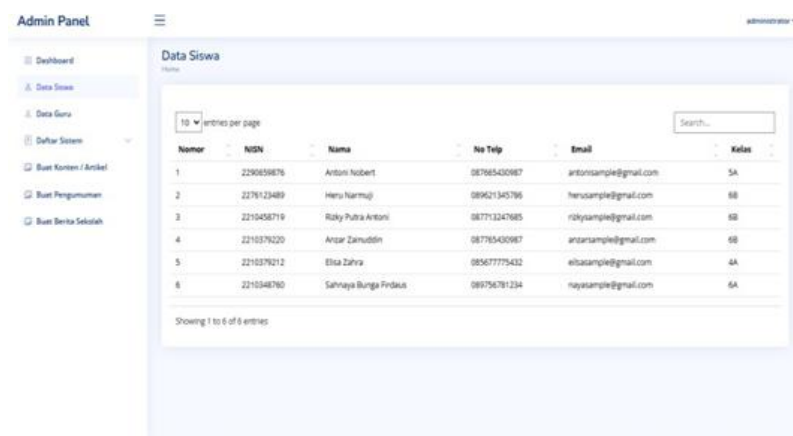 Admin Panel
administrator
Dashboard
Data Siswa
Data Guru
Daftar Sistem
Buat Konten / Artikel
Buat Pengumuman
Buat Berita Sekolah
Data Siswa
Home
10 entries per page
Search...
Nomor NISN Nama No Telp Email Kelas
1 2290659876 Antoni Nobert 087665430987 antonisample@gmail.com 5A
2 2276123489 Heru Narmuji 089621345786 herusample@gmail.com 6B
3 2210458719 Rizky Putra Antoni 087713247685 rizkysample@gmail.com 6B
4 2210379220 Anzar Zainuddin 087765430987 anzarsample@gmail.com 6B
5 2210379212 Elisa Zahra 085677775432 elisasample@gmail.com 4A
6 2210348760 Sahnaya Bunga Firdaus 089756781234 nayasample@gmail.com 6A
Showing 1 to 6 of 6 entries